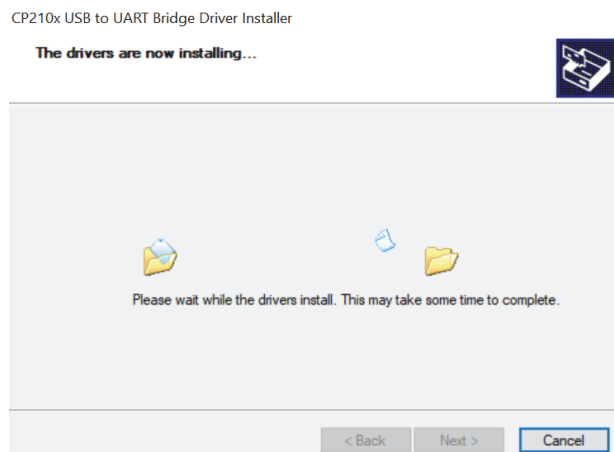 CP210x USB to UART Bridge Driver Installer
The drivers are now installing...
Please wait while the drivers install. This may take some time to complete.
< Back Next > Cancel